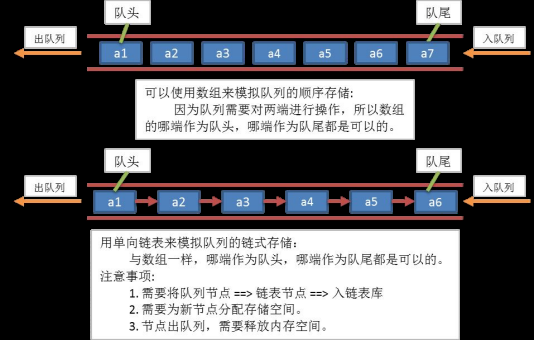 队头 队尾
出队列 a1 a2 a3 a4 a5 a6 a7 入队列
可以使用数组来模拟队列的顺序存储:
因为队列需要对两端进行操作，所以数组
的哪端作为队头，哪端作为队尾都是可以的。
队头 队尾
出队列 a1 a2 a3 a4 a5 a6 入队列
用单向链表来模拟队列的链式存储：
与数组一样，哪端作为队头，哪端作为队尾都是可以的。
注意事项:
1. 需要将队列节点 ==> 链表节点 ==> 入链表库
2. 需要为新节点分配存储空间。
3. 节点出队列，需要释放内存空间。